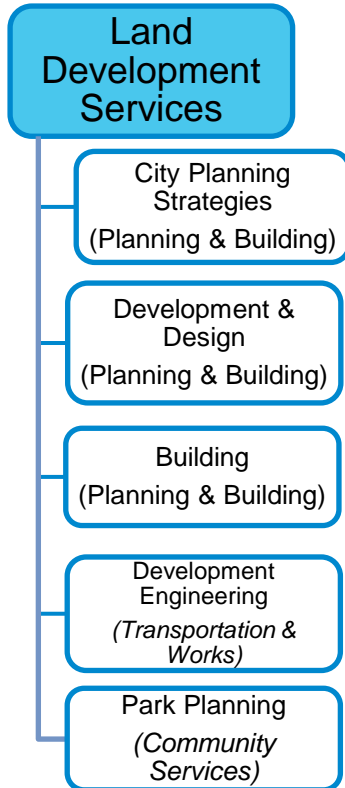 Land
Development
Services
City Planning
Strategies
(Planning & Building)
Development &
Design
(Planning & Building)
Building
(Planning & Building)
Development
Engineering
(Transportation &
Works)
Park Planning
(Community
Services)